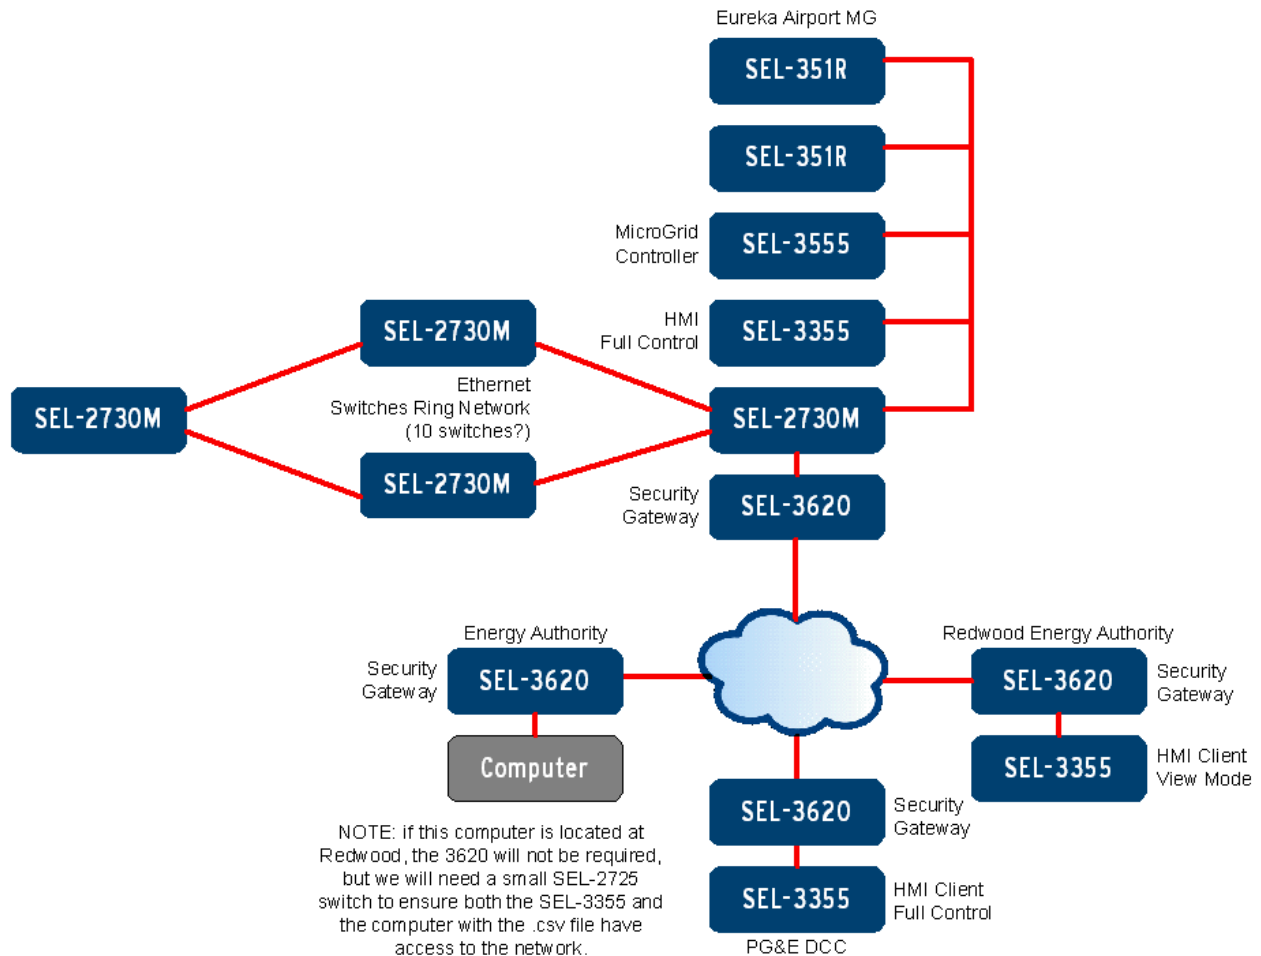 Eureka Airport MG
SEL-351R
SEL-351R
MicroGrid
Controller
SEL-3555
HMI
Full Control
SEL-3355
SEL-2730M
Ethernet
Switches Ring Network
(10 switches?)
SEL-2730M
SEL-2730M
SEL-2730M
Security
Gateway
SEL-3620
Energy Authority
Security
Gateway
SEL-3620
Computer
NOTE: if this computer is located at
Redwood, the 3620 will not be required,
but we will need a small SEL-2725
switch to ensure both the SEL-3355 and
the computer with the .csv file have
access to the network.
Redwood Energy Authority
SEL-3620
Security
Gateway
SEL-3355
HMI Client
View Mode
SEL-3620
Security
Gateway
SEL-3355
HMI Client
Full Control
PG&E DCC